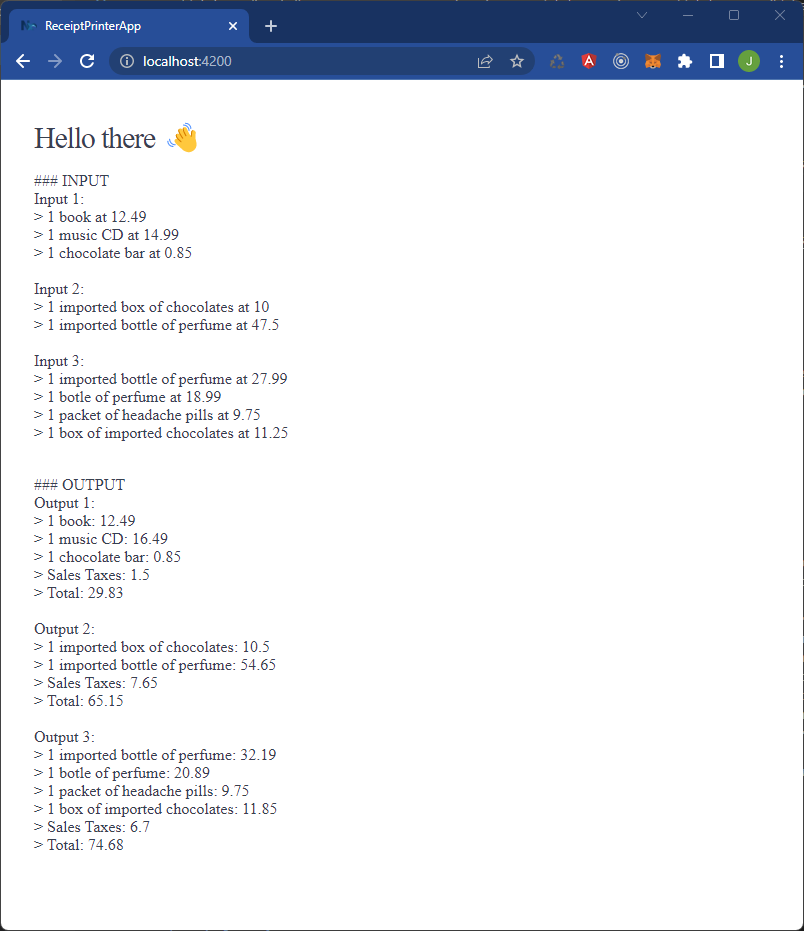 ReceiptPrinterApp
localhost:4200
J
Hello there 👋
### INPUT
Input 1:
> 1 book at 12.49
> 1 music CD at 14.99
> 1 chocolate bar at 0.85
Input 2:
> 1 imported box of chocolates at 10
> 1 imported bottle of perfume at 47.5
Input 3:
> 1 imported bottle of perfume at 27.99
> 1 botle of perfume at 18.99
> 1 packet of headache pills at 9.75
> 1 box of imported chocolates at 11.25
### OUTPUT
Output 1:
> 1 book: 12.49
> 1 music CD: 16.49
> 1 chocolate bar: 0.85
> Sales Taxes: 1.5
> Total: 29.83
Output 2:
> 1 imported box of chocolates: 10.5
> 1 imported bottle of perfume: 54.65
> Sales Taxes: 7.65
> Total: 65.15
Output 3:
> 1 imported bottle of perfume: 32.19
> 1 botle of perfume: 20.89
> 1 packet of headache pills: 9.75
> 1 box of imported chocolates: 11.85
> Sales Taxes: 6.7
> Total: 74.68